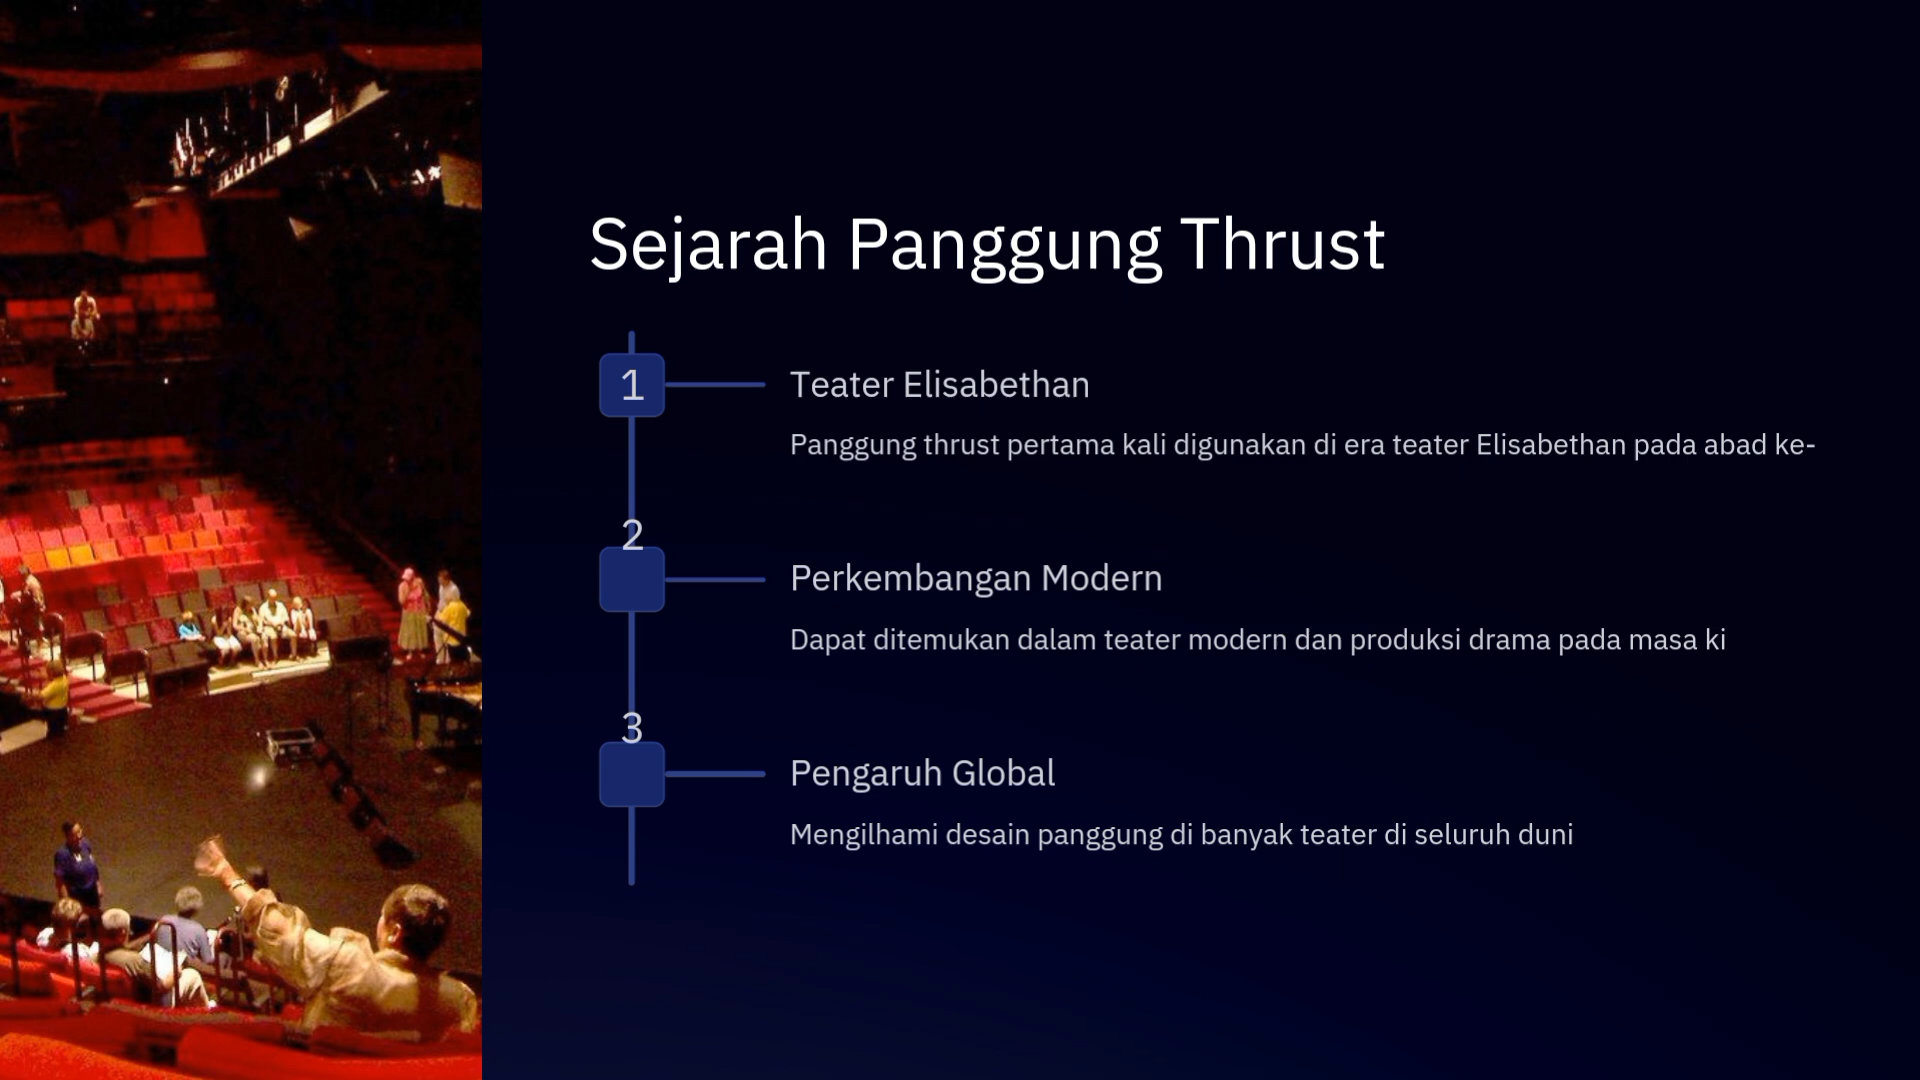 Sejarah Panggung Thrust
1
Teater Elisabethan
Panggung thrust pertama kali digunakan di era teater Elisabethan pada abad ke-
2
Perkembangan Modern
Dapat ditemukan dalam teater modern dan produksi drama pada masa ki
3
Pengaruh Global
Mengilhami desain panggung di banyak teater di seluruh duni